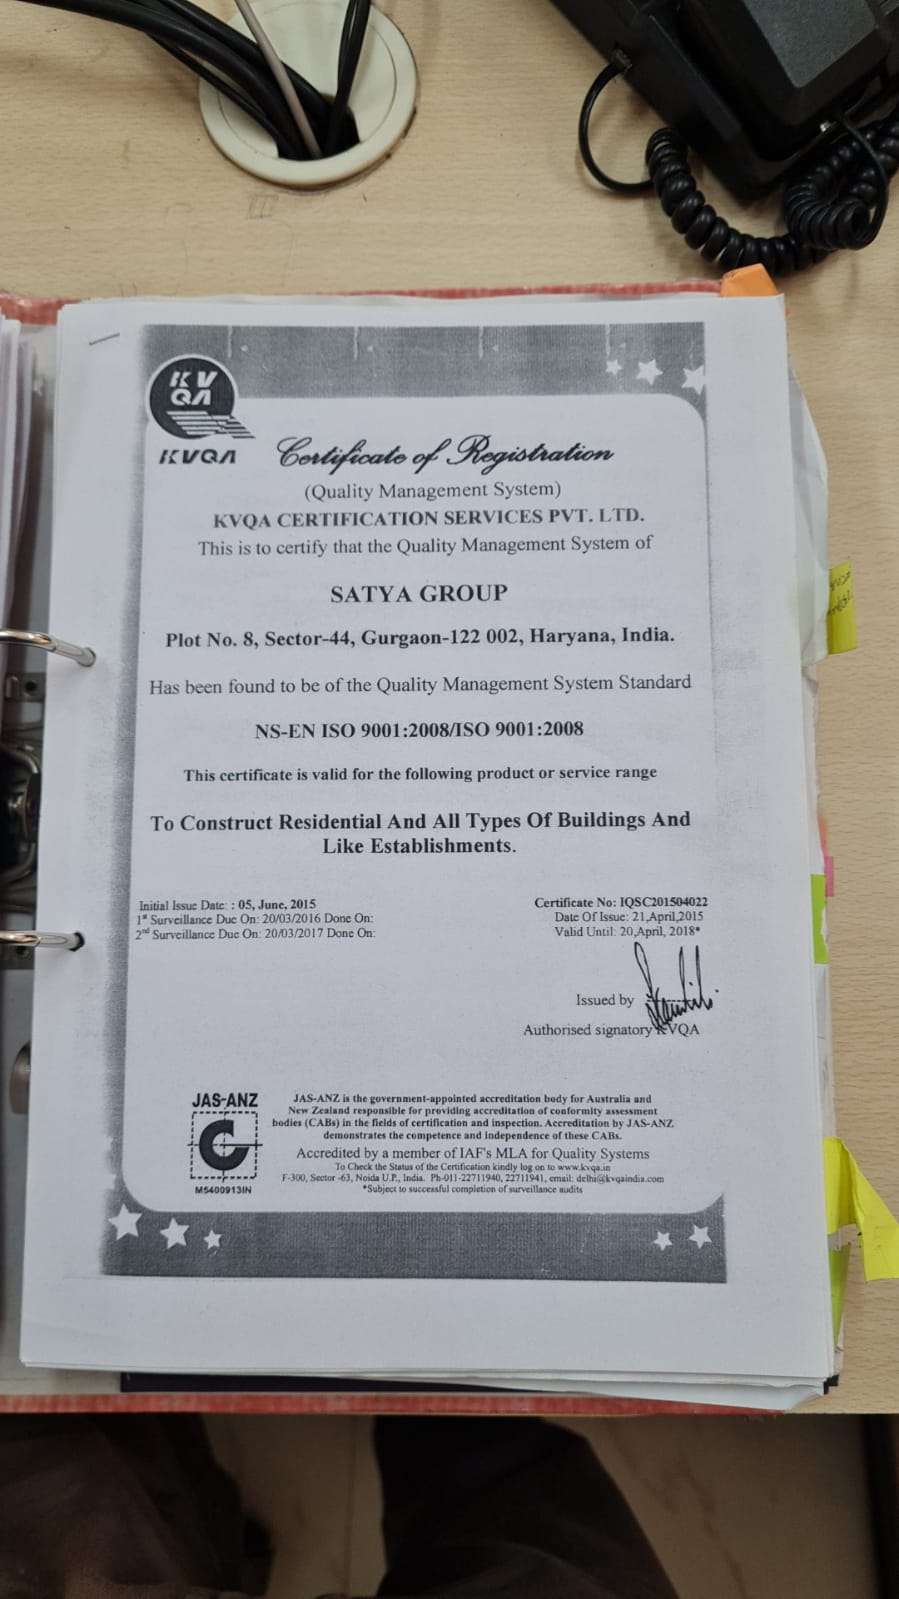 KV
QA
KVQA
Certificate of Registration
(Quality Management System)
KVQA CERTIFICATION SERVICES PVT. LTD.
This is to certify that the Quality Management System of
SATYA GROUP
Plot No. 8, Sector-44, Gurgaon-122 002, Haryana, India.
Has been found to be of the Quality Management System Standard
NS-EN ISO 9001:2008/ISO 9001:2008
This certificate is valid for the following product or service range
To Construct Residential And All Types Of Buildings And
Like Establishments.
Initial Issue Date: : 05, June, 2015
1st Surveillance Due On: 20/03/2016 Done On:
2nd Surveillance Due On: 20/03/2017 Done On:
Certificate No: IQSC201504022
Date Of Issue: 21,April,2015
Valid Until: 20,April, 2018*
Issued by
Authorised signatory KVQA
JAS-ANZ
M5400913IN
JAS-ANZ is the government-appointed accreditation body for Australia and
New Zealand responsible for providing accreditation of conformity assessment
bodies (CABs) in the fields of certification and inspection. Accreditation by JAS-ANZ
demonstrates the competence and independence of these CABs.
Accredited by a member of IAF's MLA for Quality Systems
To Check the Status of the Certification kindly log on to www.kvqa.in
F-300, Sector -63, Noida U.P., India. Ph-011-22711940, 22711941, email: delhi@kvqaindia.com
*Subject to successful completion of surveillance audits